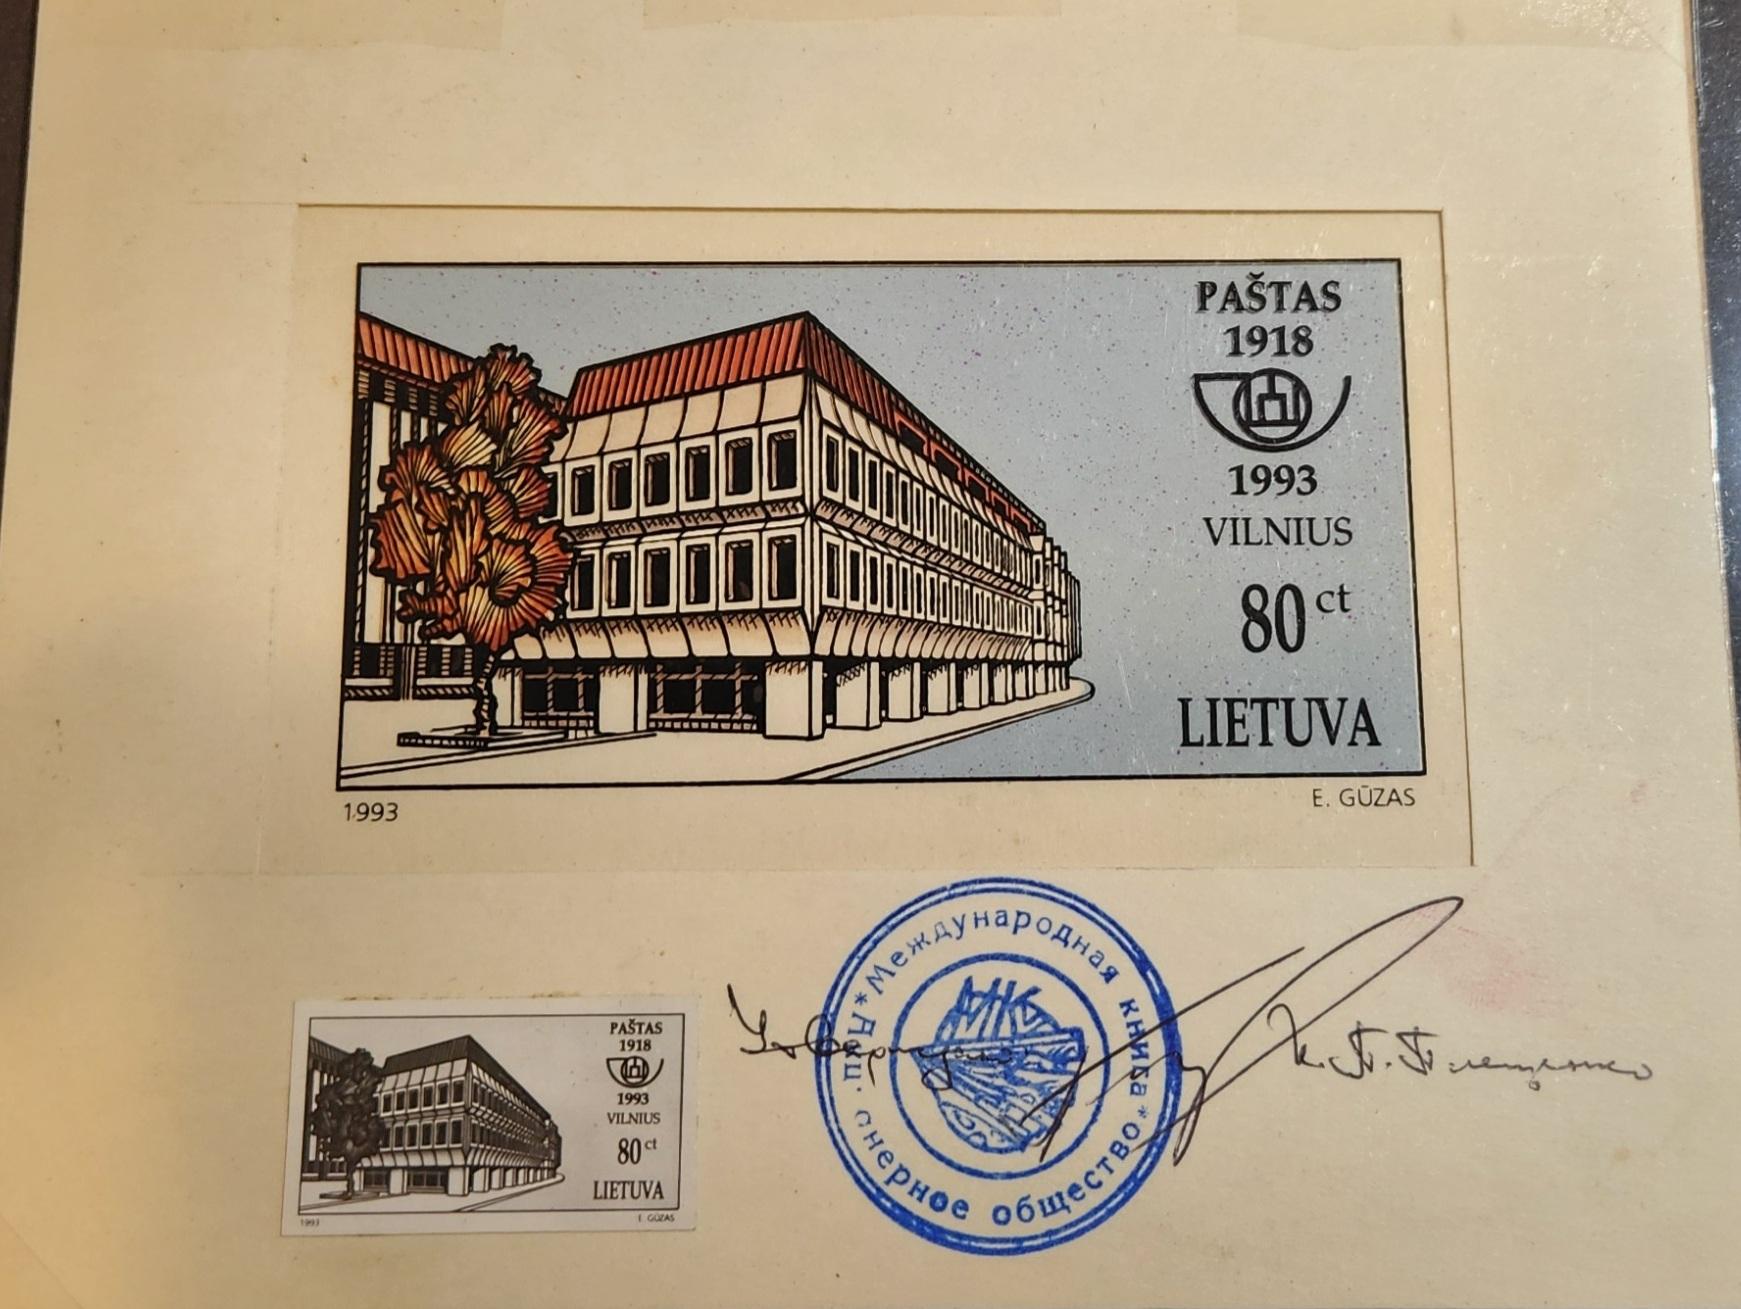 PAŠTAS
1918
1993
VILNIUS
80 ct
LIETUVA
1993
E. GŪZAS
PAŠTAS
1918
1993
VILNIUS
80 ct
LIETUVA
1993
E. GŪZAS
* Международная книга *
общество
МК